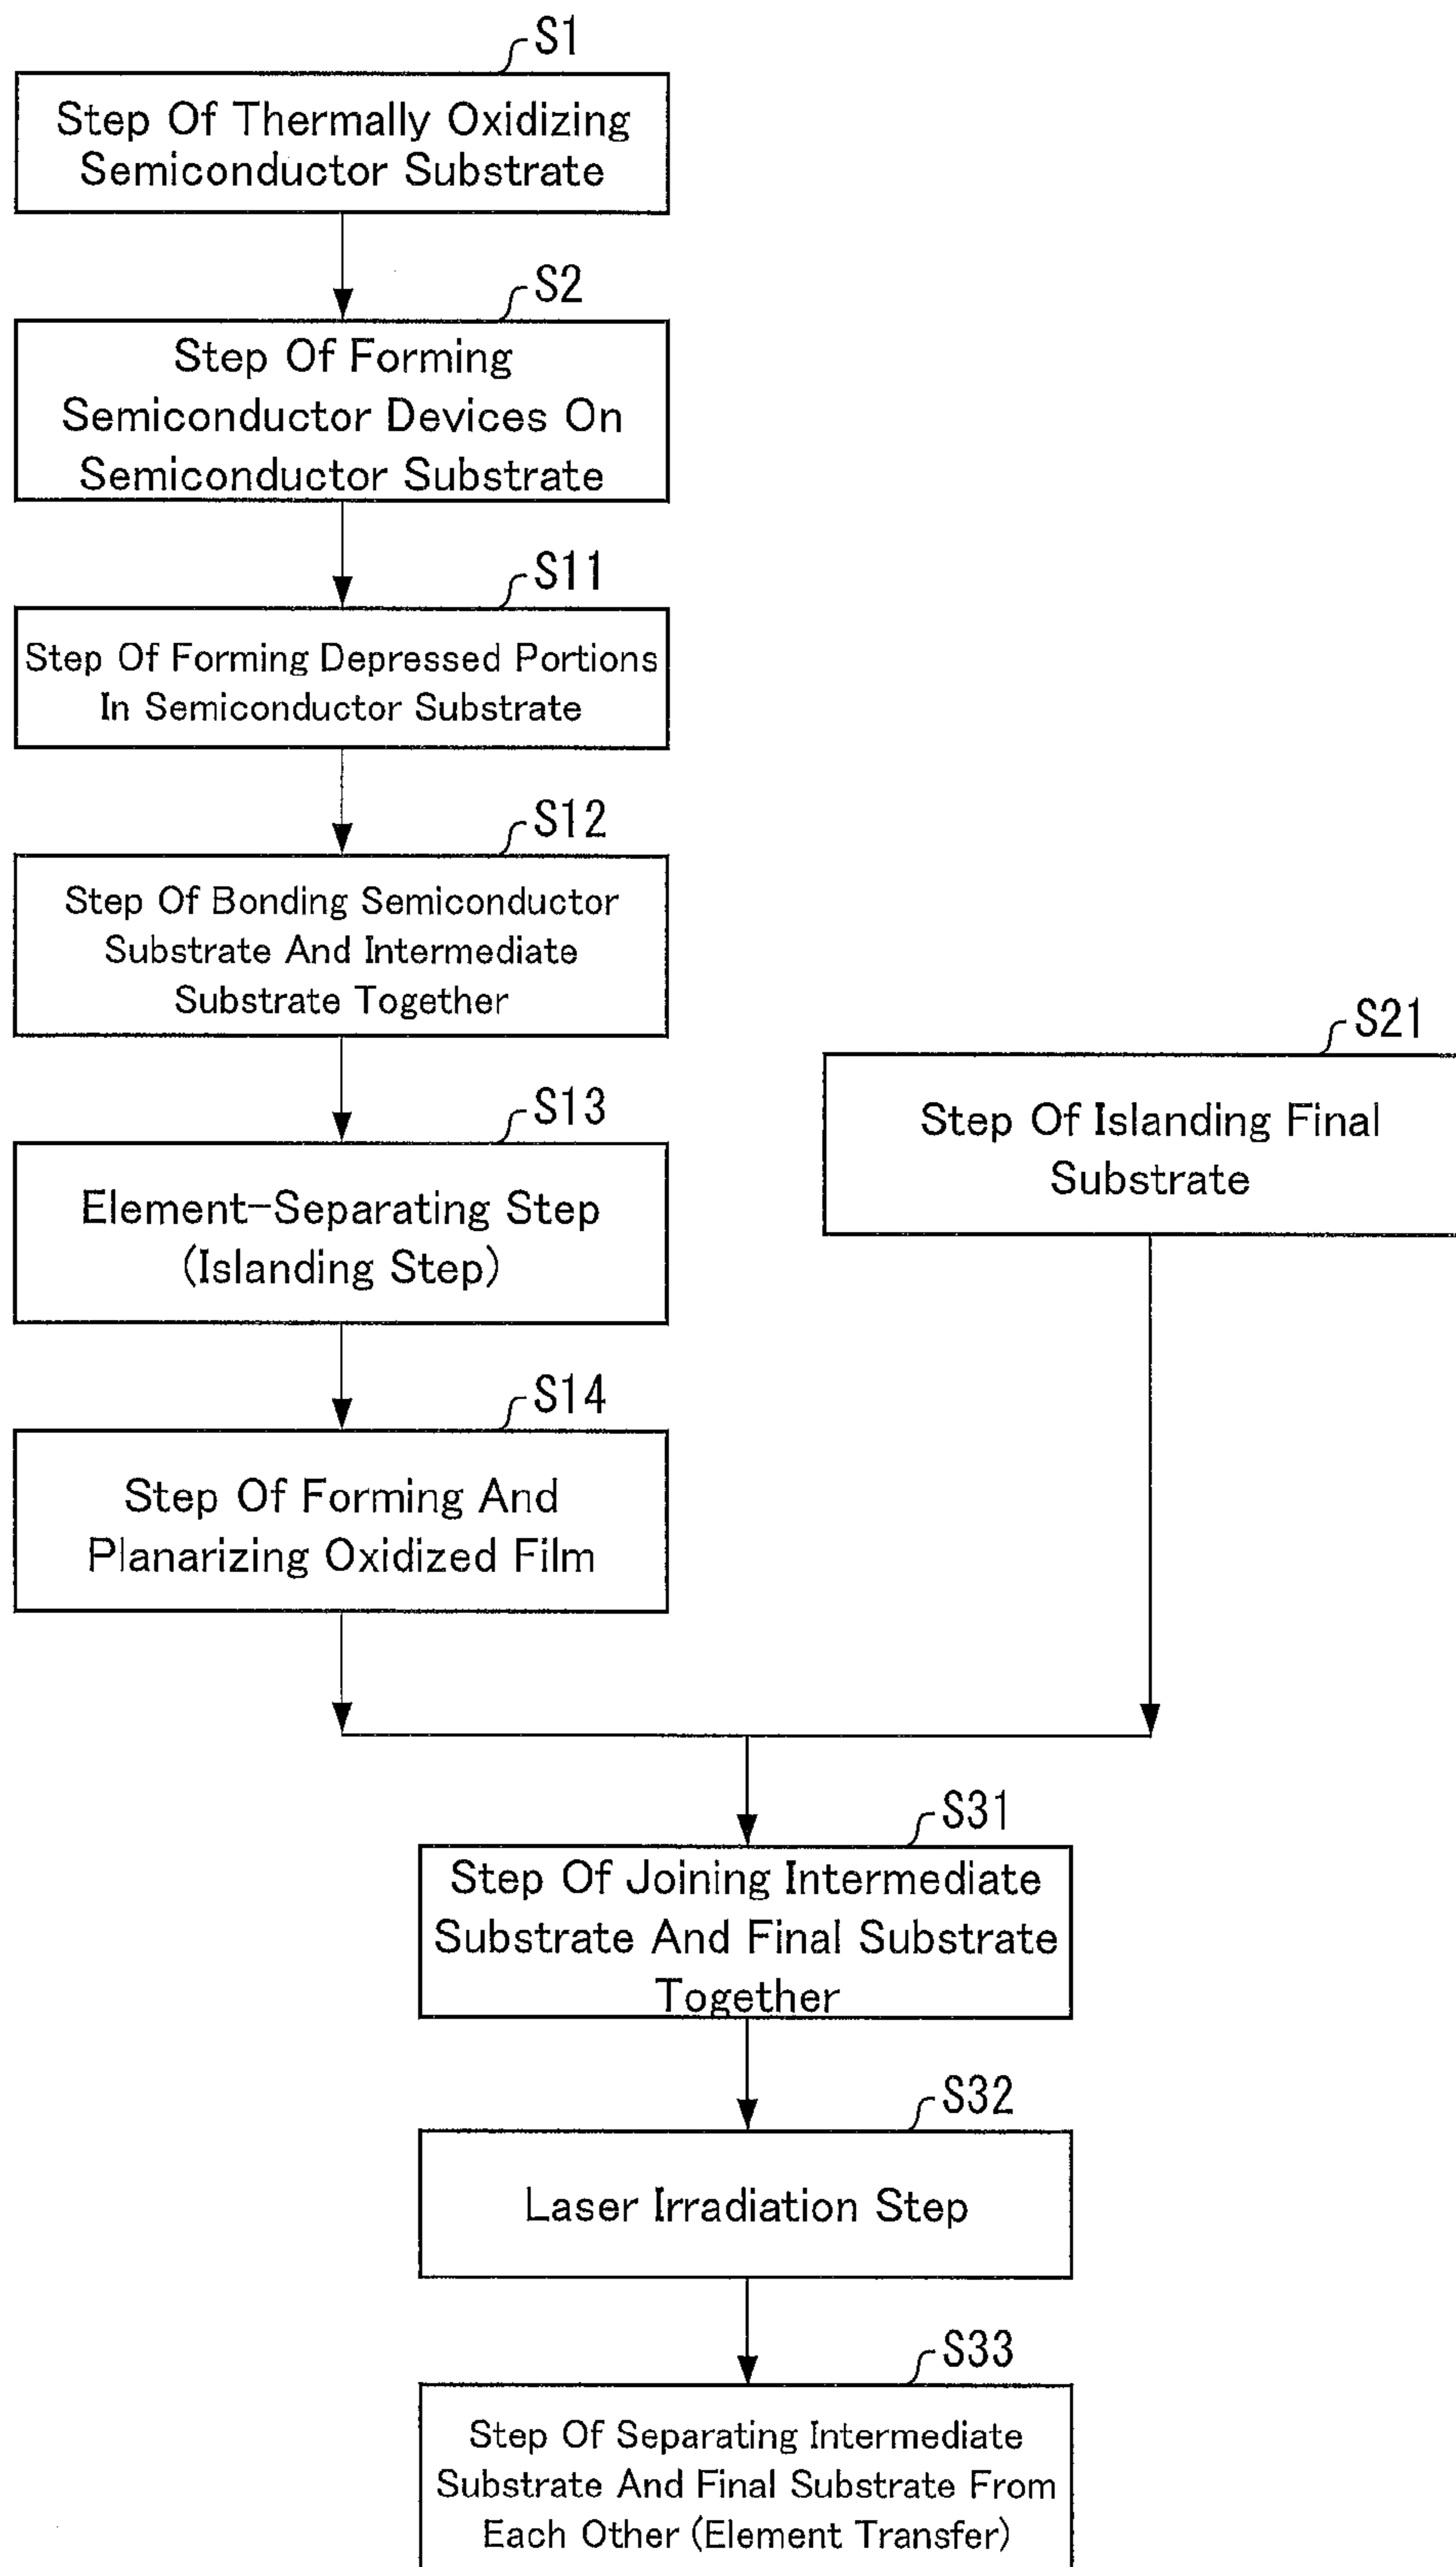 S1
Step Of Thermally Oxidizing
Semiconductor Substrate
S2
Step Of Forming
Semiconductor Devices On
Semiconductor Substrate
S11
Step Of Forming Depressed Portions
In Semiconductor Substrate
S12
Step Of Bonding Semiconductor
Substrate And Intermediate
Substrate Together
S13
Element-Separating Step
(Islanding Step)
S14
Step Of Forming And
Planarizing Oxidized Film
S21
Step Of Islanding Final
Substrate
S31
Step Of Joining Intermediate
Substrate And Final Substrate
Together
S32
Laser Irradiation Step
S33
Step Of Separating Intermediate
Substrate And Final Substrate From
Each Other (Element Transfer)